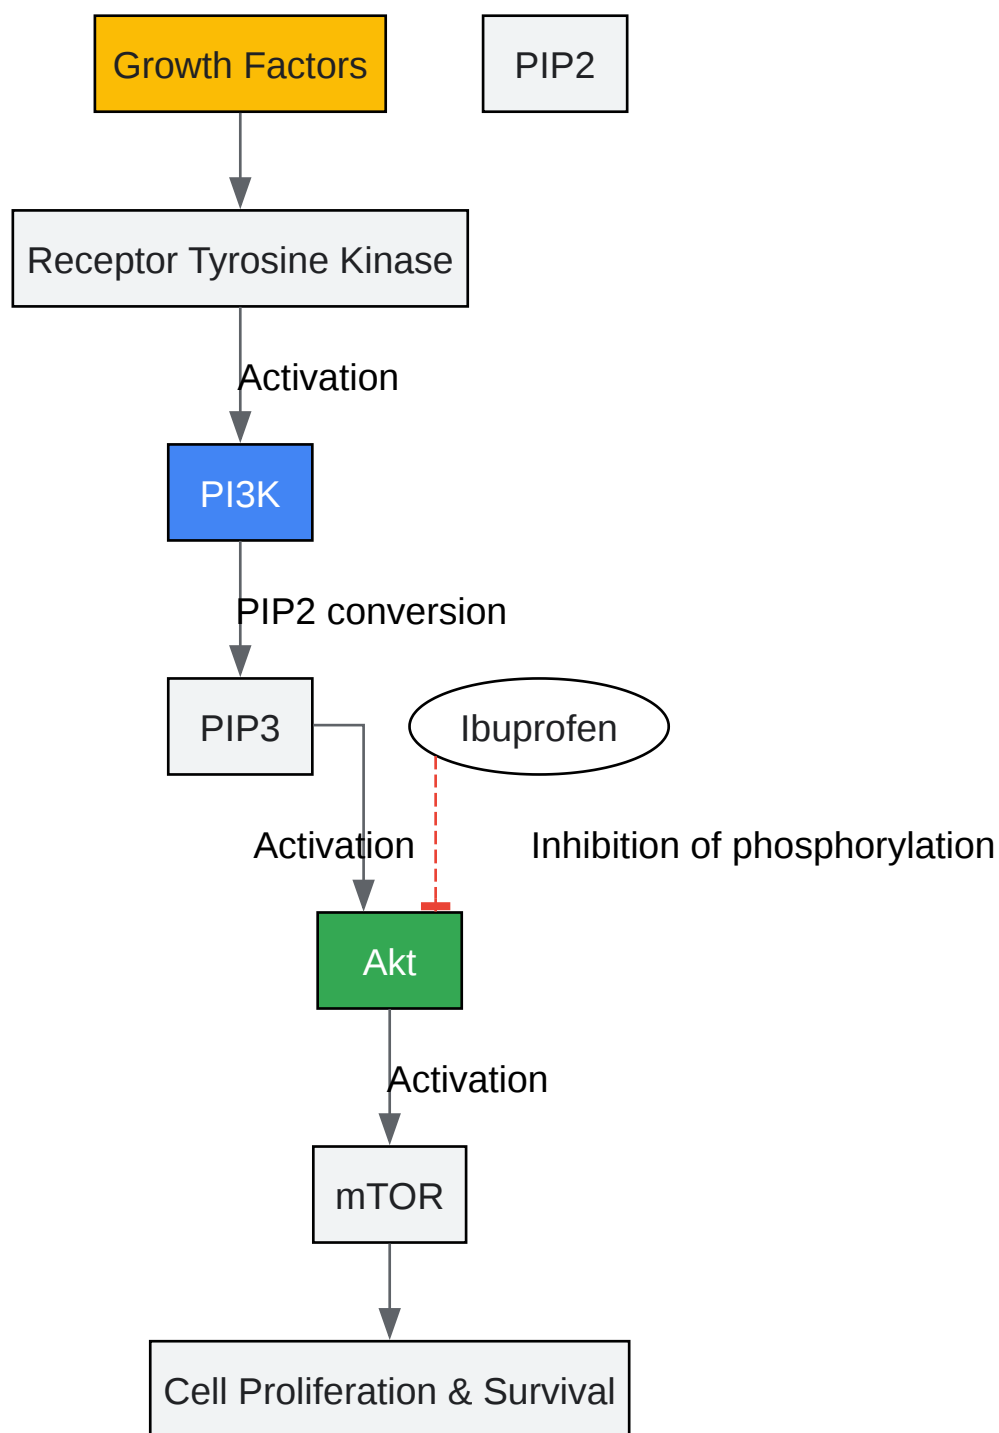 Growth Factors
PIP2
Receptor Tyrosine Kinase
Activation
PI3K
PIP2 conversion
PIP3
Ibuprofen
Activation
Inhibition of phosphorylation
Akt
Activation
mTOR
Cell Proliferation & Survival